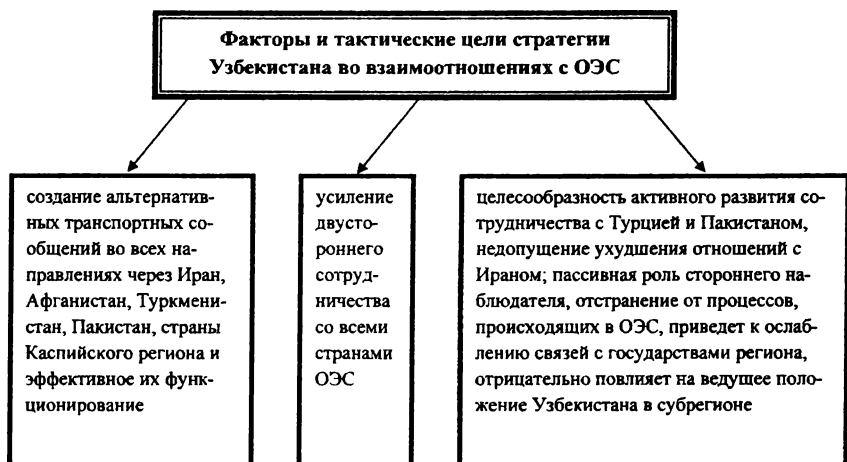 Факторы и тактические цели стратегии
Узбекистана во взаимоотношениях с ОЭС
создание альтернатив-
ных транспортных со-
общений во всех на-
правлениях через Иран,
Афганистан, Туркмени-
стан, Пакистан, страны
Каспийского региона и
эффективное их функ-
ционирование
усиление
двусто-
роннего
сотруд-
ничества
со всеми
странами
ОЭС
целесообразность активного развития со-
трудничества с Турцией и Пакистаном,
недопущение ухудшения отношений с
Ираном; пассивная роль стороннего на-
блюдателя, отстранение от процессов,
происходящих в ОЭС, приведет к ослаб-
лению связей с государствами региона,
отрицательно повлияет на ведущее поло-
жение Узбекистана в субрегионе